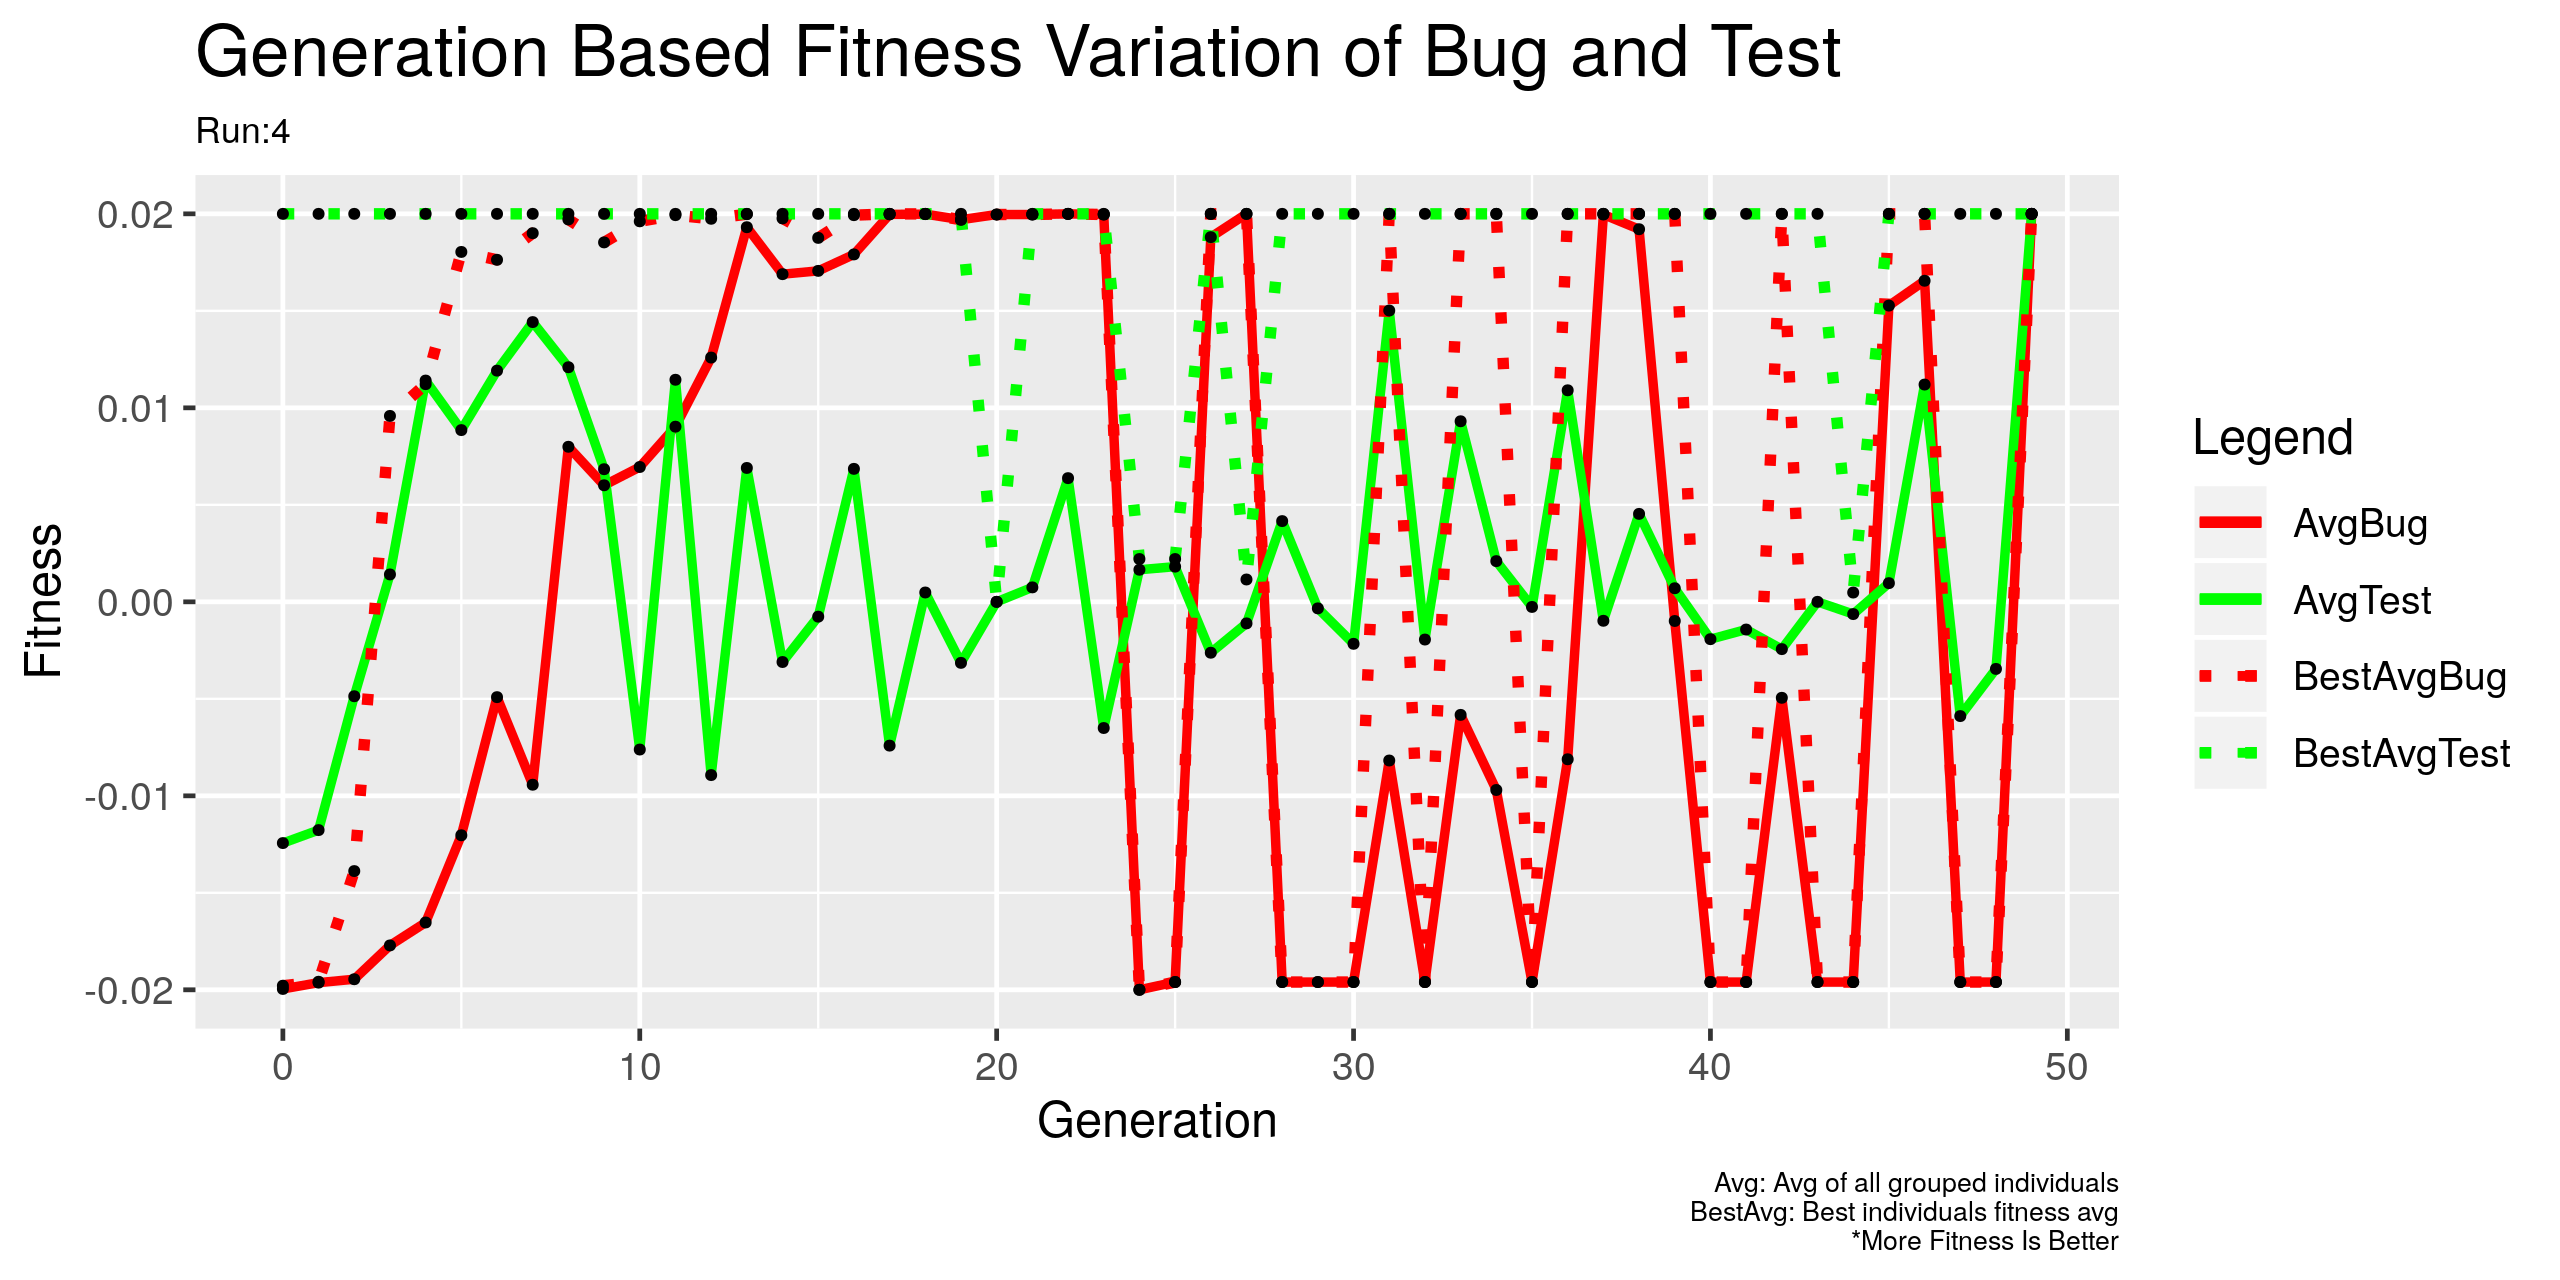 Generation Based Fitness Variation of Bug and Test
Run:4
Fitness
0.02
0.01
0.00
-0.01
-0.02
0
10
20
30
40
50
Generation
Legend
AvgBug
AvgTest
BestAvgBug
BestAvgTest
Avg: Avg of all grouped individuals
BestAvg: Best individuals fitness avg
*More Fitness Is Better